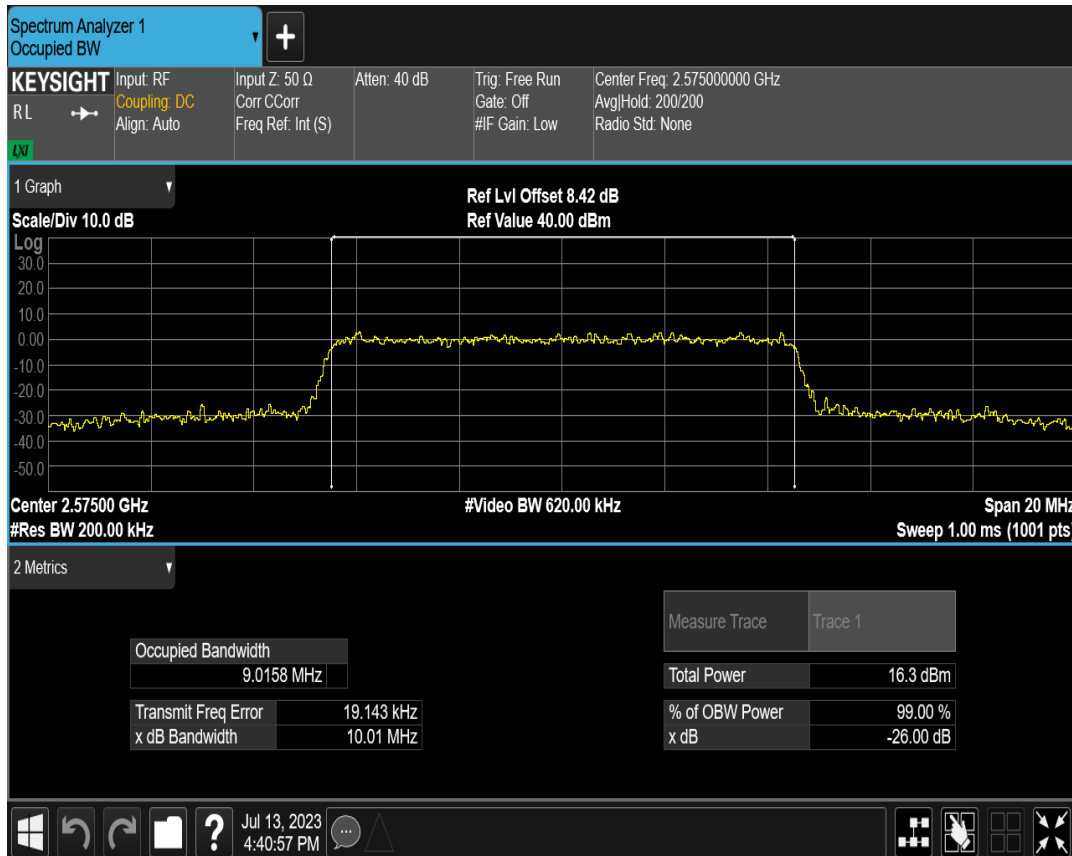 Spectrum Analyzer 1
Occupied BW
+
KEYSIGHT
RL
LXI
Input: RF
Coupling: DC
Align: Auto
Input Z: 50 Ω
Corr CCorr
Freq Ref: Int (S)
Atten: 40 dB
Trig: Free Run
Gate: Off
#IF Gain: Low
Center Freq: 2.575000000 GHz
Avg|Hold: 200/200
Radio Std: None
1 Graph
Scale/Div 10.0 dB
Ref Lvl Offset 8.42 dB
Ref Value 40.00 dBm
Log
30.0
20.0
10.0
0.00
-10.0
-20.0
-30.0
-40.0
-50.0
Center 2.57500 GHz
#Res BW 200.00 kHz
#Video BW 620.00 kHz
Span 20 MHz
Sweep 1.00 ms (1001 pts)
2 Metrics
Measure Trace Trace 1
Occupied Bandwidth
9.0158 MHz
Total Power 16.3 dBm
Transmit Freq Error 19.143 kHz
% of OBW Power 99.00 %
x dB Bandwidth 10.01 MHz
x dB -26.00 dB
?
Jul 13, 2023
4:40:57 PM